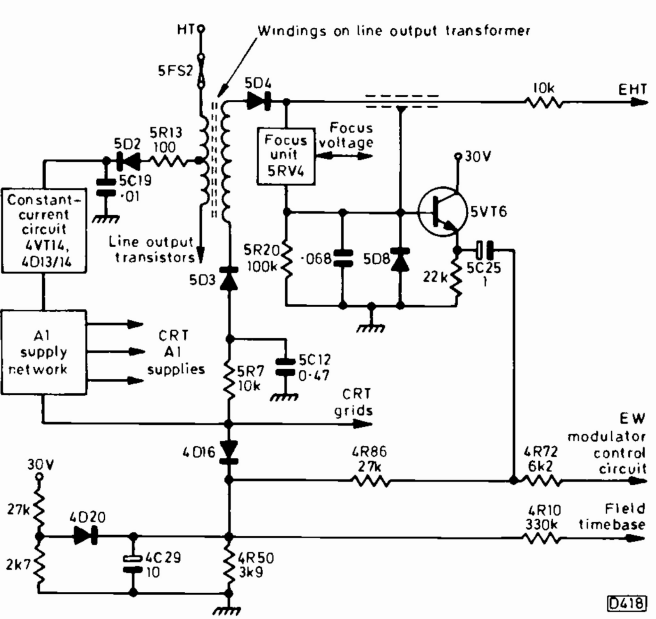 HT
Windings on line output transformer
5FS2
5D4
10k
EHT
5R13
100
5D2
Focus
unit
5RV4
Focus
voltage
30V
5C19
·01
5VT6
Constant-
current
circuit
4VT14,
4D13/14
Line output
transistors
5R20
100k
·068
5D8
22k
5C25
1
5D3
A1
supply
network
CRT
A1
supplies
5R7
10k
5C12
0·47
CRT
grids
EW
modulator
control
circuit
4D16
4R86
27k
4R72
6k2
30V
27k
4D20
4R10
330k
Field
timebase
2k7
4C29
10
4R50
3k9
D418